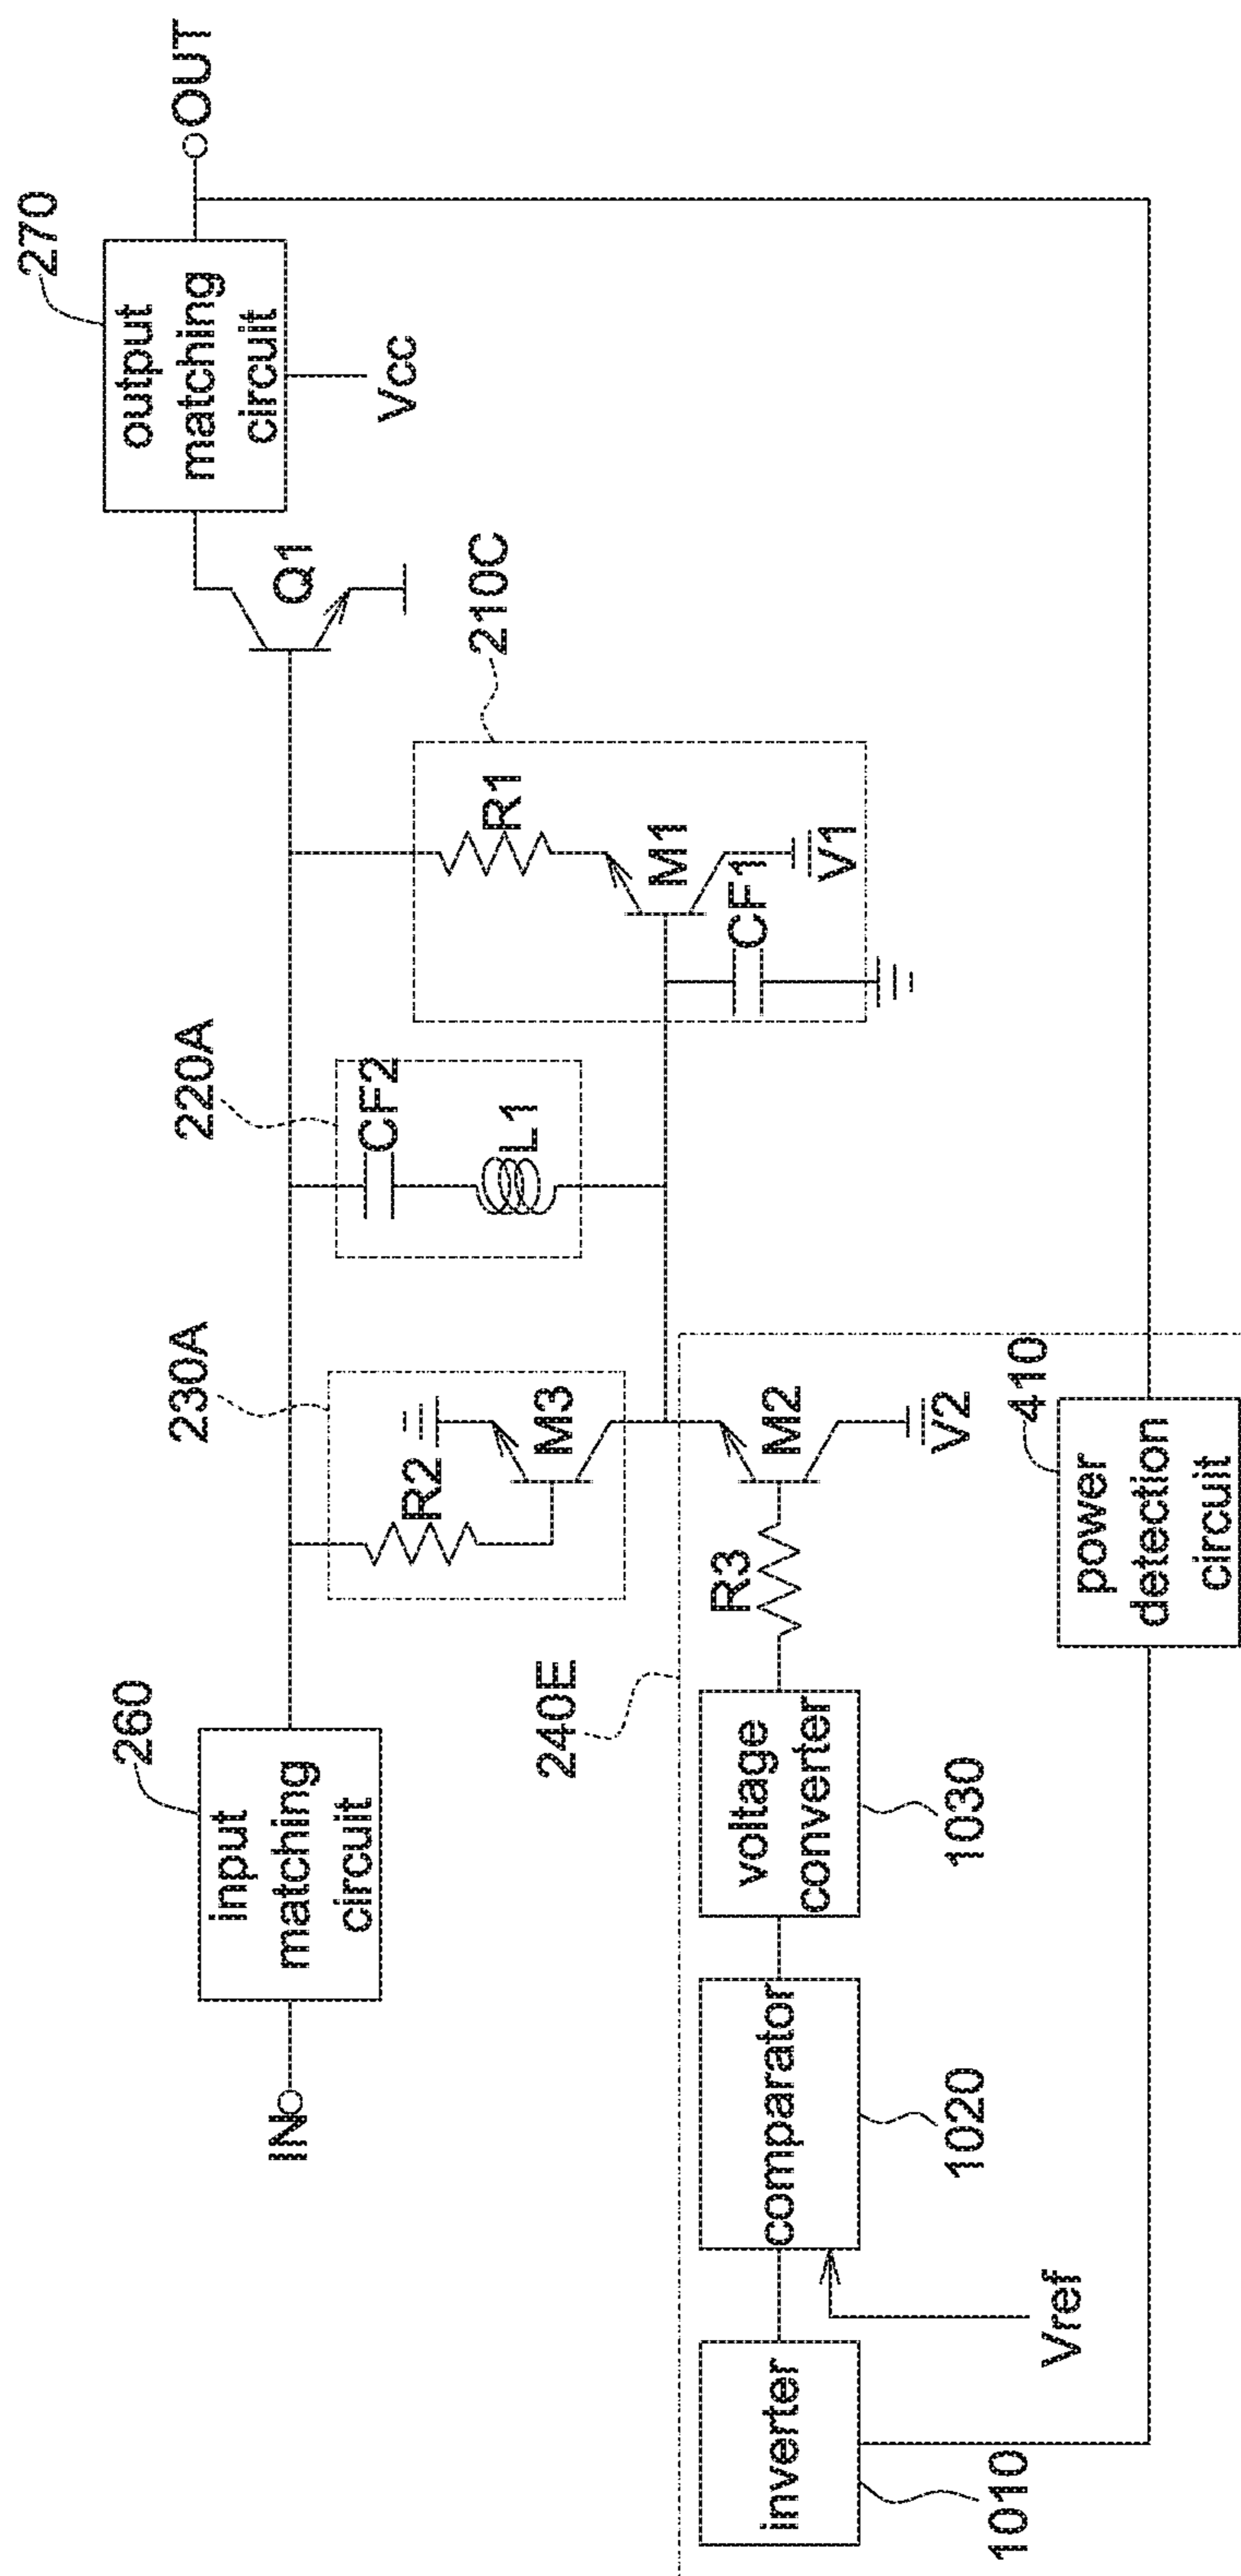 270
OUT
output
matching
circuit
Vcc
Q1
210C
R1
M1
CF1
V1
220A
CF2
L1
230A
R2
M3
M2
V2
R3
240E
410
power
detection
circuit
260
input
matching
circuit
IN
voltage
converter
1030
comparator
1020
Vref
inverter
1010